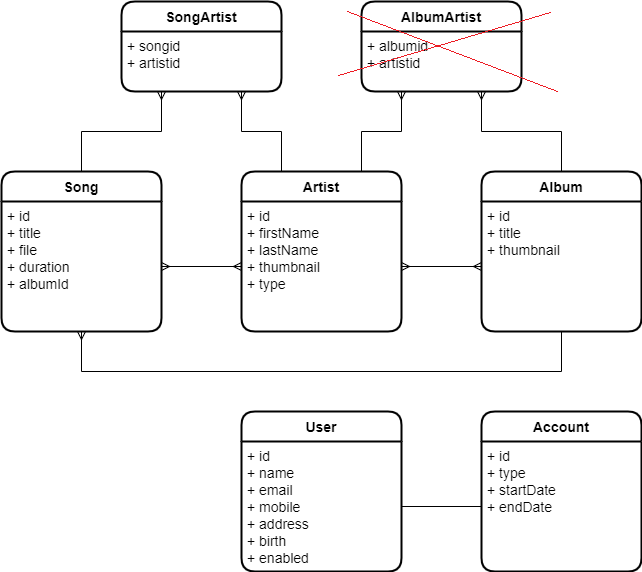 SongArtist
+ songid
+ artistid
AlbumArtist
+ albumid
+ artistid
Song
+ id
+ title
+ file
+ duration
+ albumId
Artist
+ id
+ firstName
+ lastName
+ thumbnail
+ type
Album
+ id
+ title
+ thumbnail
User
+ id
+ name
+ email
+ mobile
+ address
+ birth
+ enabled
Account
+ id
+ type
+ startDate
+ endDate